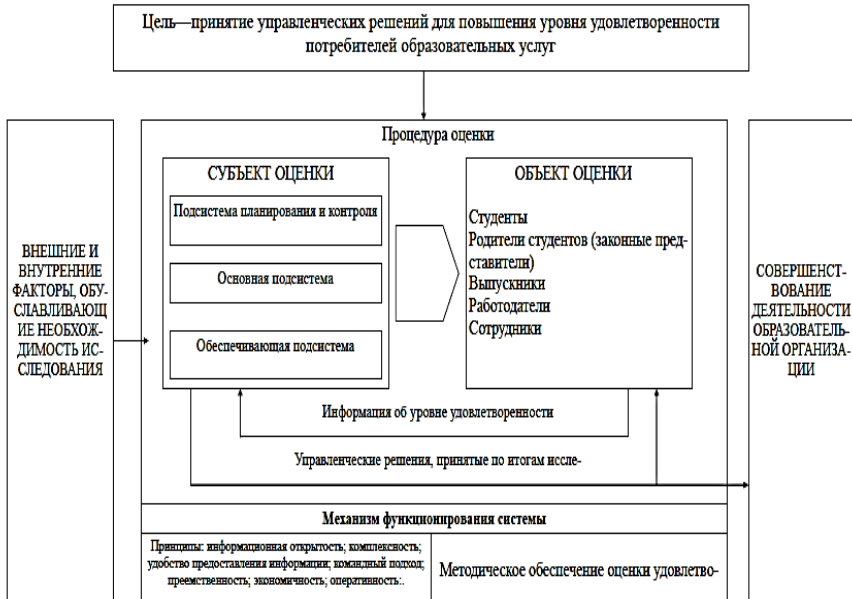 Цель—принятие управленческих решений для повышения уровня удовлетворенности
потребителей образовательных услуг
Процедура оценки
ВНЕШНИЕ И
ВНУТРЕННИЕ
ФАКТОРЫ, ОБУ-
СЛАВЛИВАЮЩ
ИЕ НЕОБХОЖ-
ДИМОСТЬ ИС-
СЛЕДОВАНИЯ
СУБЪЕКТ ОЦЕНКИ
Подсистема планирования и контроля
Основная подсистема
Обеспечивающая подсистема
ОБЪЕКТ ОЦЕНКИ
Студенты
Родители студентов (законные пред-
ставители)
Выпускники
Работодатели
Сотрудники
СОВЕРШЕНСТ-
ВОВАНИЕ
ДЕЯТЕЛЬНОСТИ
ОБРАЗОВАТЕЛЬ-
НОЙ ОРГАНИЗА-
ЦИИ
Информация об уровне удовлетворенности
Управленческие решения, принятые по итогам иссле-
Механизм функционирования системы
Принципы: информационная открытость; комплексность;
удобство предоставления информации; командный подход;
преемственность; экономичность; оперативность:.
Методическое обеспечение оценки удовлетво-